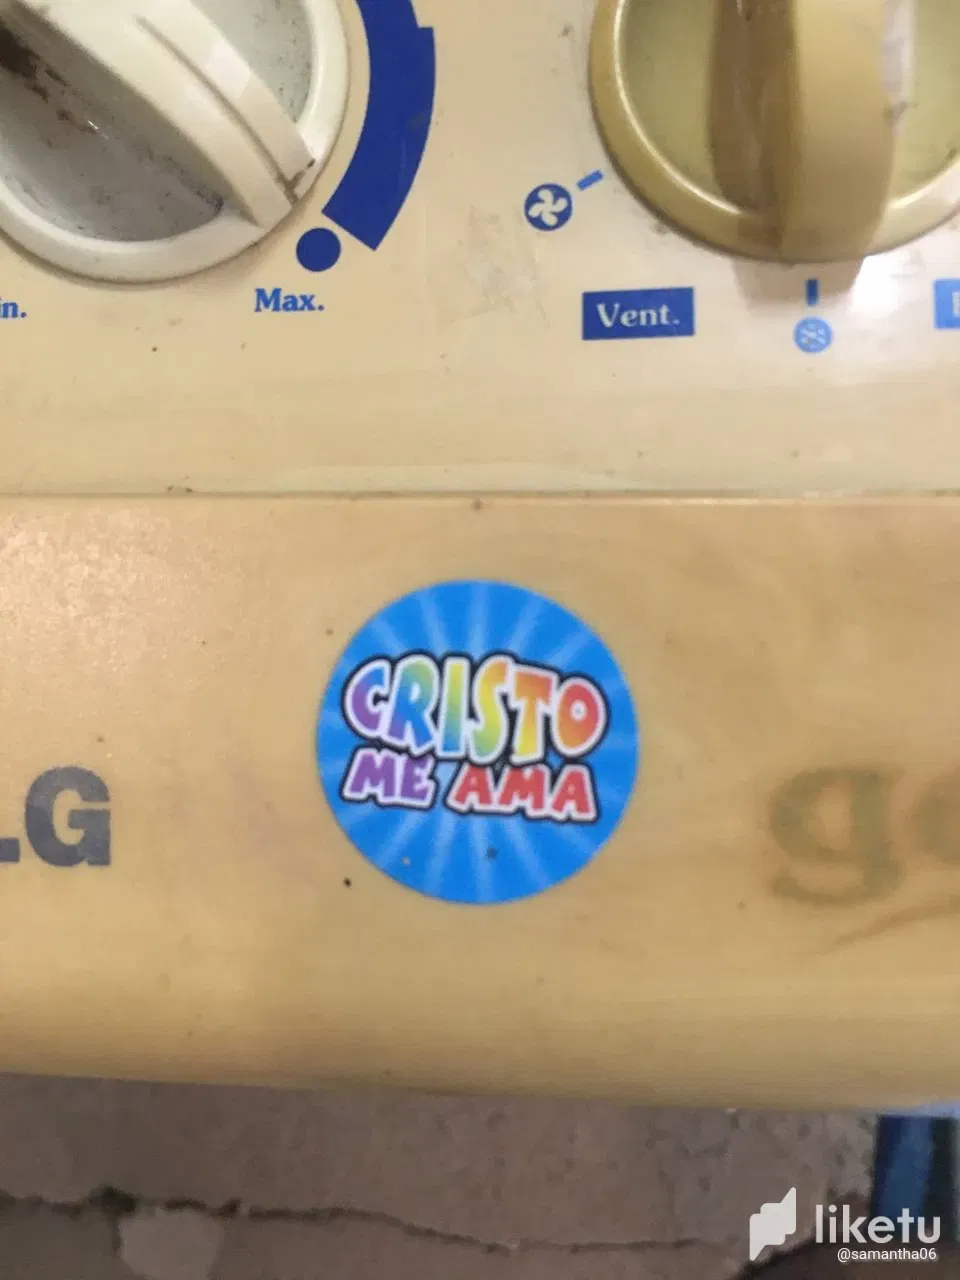 Max.
Vent.
CRISTO
ME AMA
LG
liketu
@samantha06